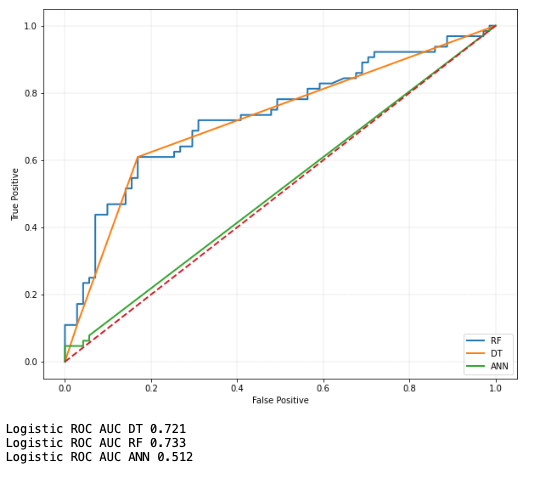 1.0
0.8
0.6
0.4
0.2
0.0
True Positive
0.0 0.2 0.4 0.6 0.8 1.0
False Positive
RF
DT
ANN
Logistic ROC AUC DT 0.721
Logistic ROC AUC RF 0.733
Logistic ROC AUC ANN 0.512